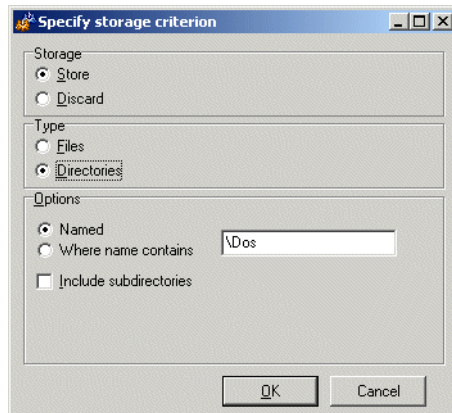 Specify storage criterion
Storage
Store
Discard
Type
Files
Directories
Options
Named
Where name contains
\Dos
Include subdirectories
OK
Cancel